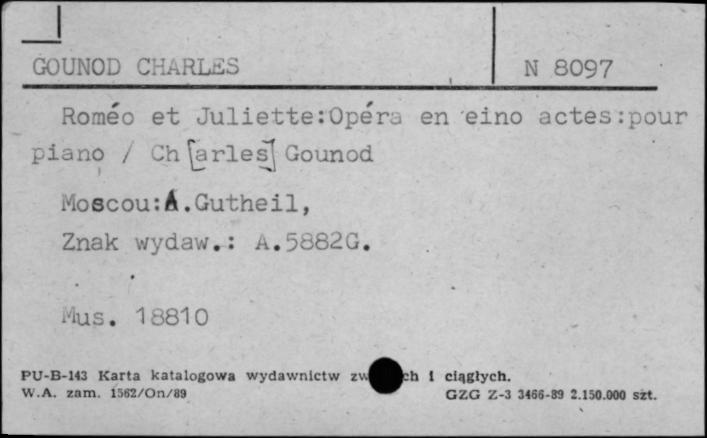 GOUNOD CHARLES N 8097
Roméo et Juliette:Opéra en eino actes:pour
piano / Ch[arles] Gounod
Moscou:A.Gutheil,
Znak wydaw.: A.5882G.
Mus. 18810
PU-B-143 Karta katalogowa wydawnictw i ciągłych.
W.A. zam. 1562/On/89 GZG Z-3 3466-89 2.150.000 szt.